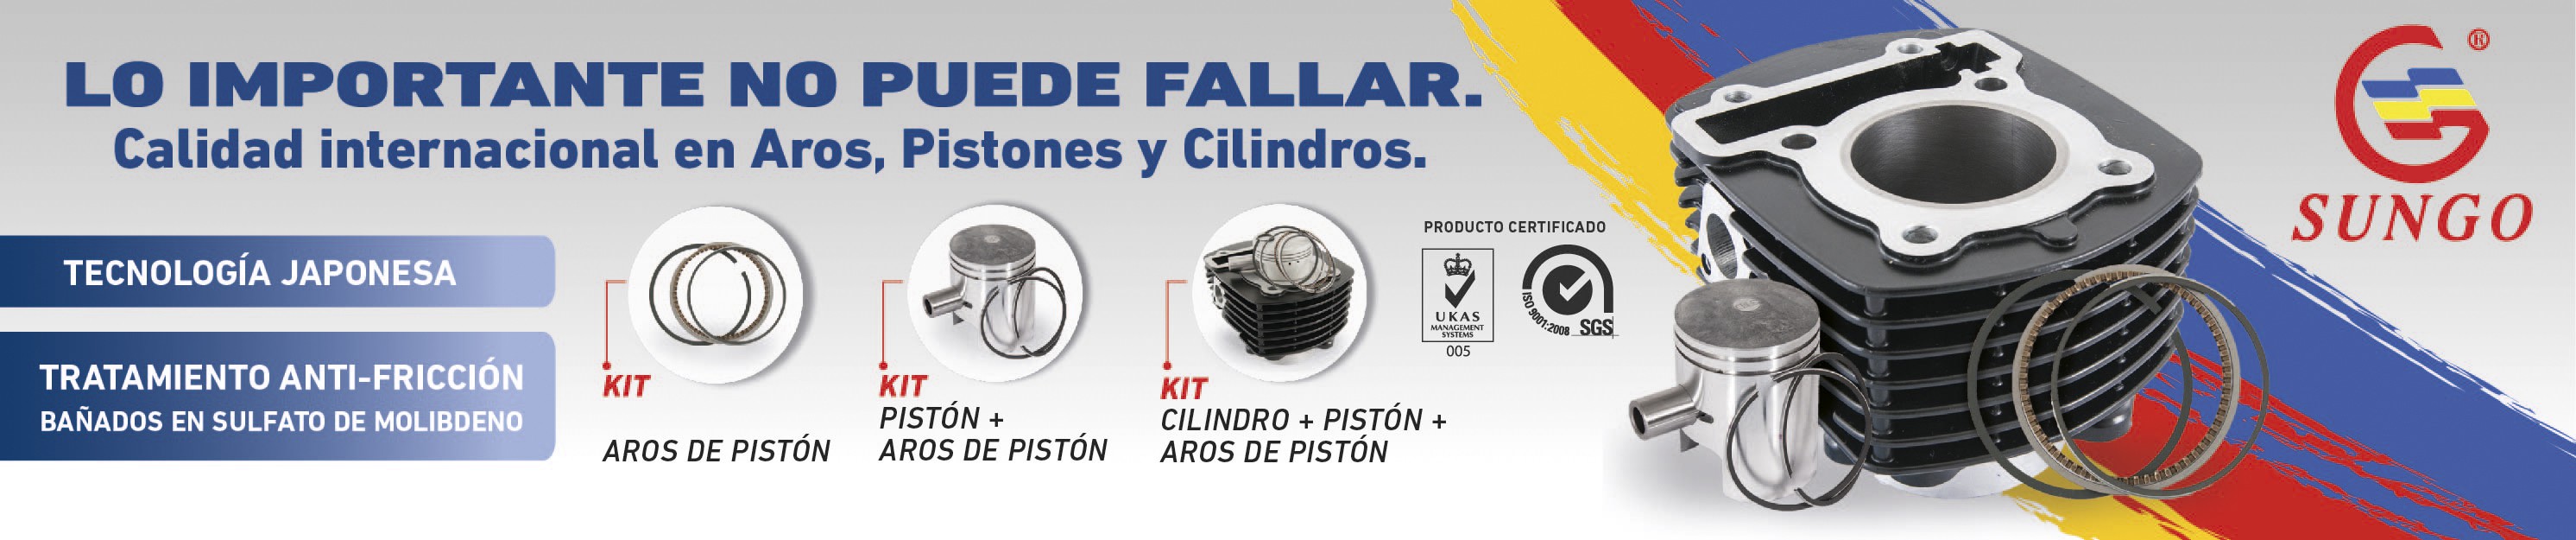 LO IMPORTANTE NO PUEDE FALLAR.
Calidad internacional en Aros, Pistones y Cilindros.
TECNOLOGÍA JAPONESA
TRATAMIENTO ANTI-FRICCIÓN
BAÑADOS EN SULFATO DE MOLIBDENO
KIT
AROS DE PISTÓN
KIT
PISTÓN +
AROS DE PISTÓN
KIT
CILINDRO + PISTÓN +
AROS DE PISTÓN
PRODUCTO CERTIFICADO
UKAS
MANAGEMENT
SYSTEMS
005
ISO 9001:2008 SGS
®
SUNGO